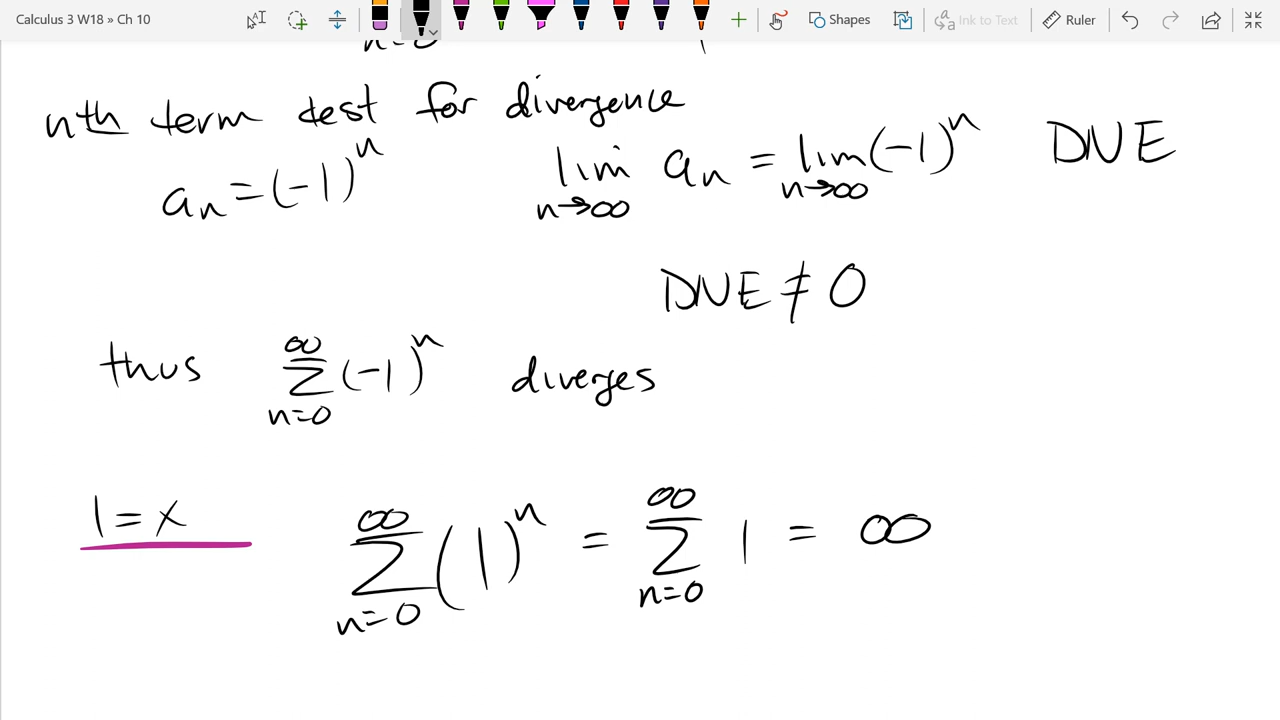 Calculus 3 W18 » Ch 10
Shapes
Ink to Text
Ruler
n=0
nth term test for divergence
aₙ = (-1)ⁿ lim n→∞ aₙ = lim n→∞ (-1)ⁿ DNE
DNE ≠ 0
thus ∞ Σ n=0 (-1)ⁿ diverges
1 = x ∞ Σ n=0 (1)ⁿ = ∞ Σ n=0 1 = ∞